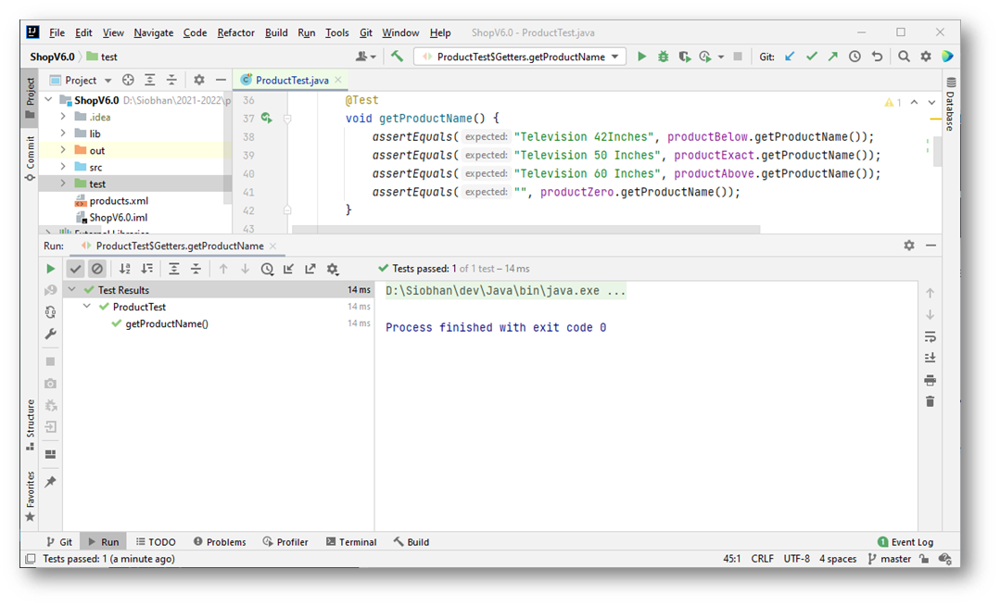 File Edit View Navigate Code Refactor Build Run Tools Git Window Help ShopV6.0 - ProductTest.java
ShopV6.0 test ProductTest$Getters.getProductName Git:
Project
Project
ProductTest.java
Commit
Structure
Favorites
Database
ShopV6.0 D:\Siobhan\2021-2022\p
.idea
lib
out
src
test
products.xml
ShopV6.0.iml
External Libraries
1
36 @Test
37 void getProductName() {
38 assertEquals( expected: "Television 42Inches", productBelow.getProductName());
39 assertEquals( expected: "Television 50 Inches", productExact.getProductName());
40 assertEquals( expected: "Television 60 Inches", productAbove.getProductName());
41 assertEquals( expected: "", productZero.getProductName());
42 }
43
Run: ProductTest$Getters.getProductName
Tests passed: 1 of 1 test – 14 ms
Test Results 14 ms
ProductTest 14 ms
getProductName() 14 ms
D:\Siobhan\dev\Java\bin\java.exe ...
Process finished with exit code 0
Git Run TODO Problems Profiler Terminal Build 1 Event Log
Tests passed: 1 (a minute ago) 45:1 CRLF UTF-8 4 spaces master